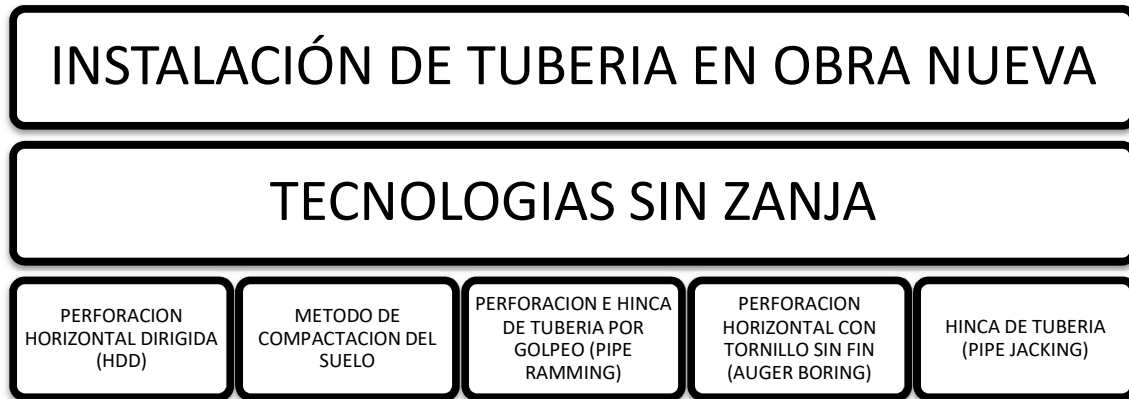 INSTALACIÓN DE TUBERIA EN OBRA NUEVA
TECNOLOGIAS SIN ZANJA
PERFORACION
HORIZONTAL DIRIGIDA
(HDD)
METODO DE
COMPACTACION DEL
SUELO
PERFORACION E HINCA
DE TUBERIA POR
GOLPEO (PIPE
RAMMING)
PERFORACION
HORIZONTAL CON
TORNILLO SIN FIN
(AUGER BORING)
HINCA DE TUBERIA
(PIPE JACKING)